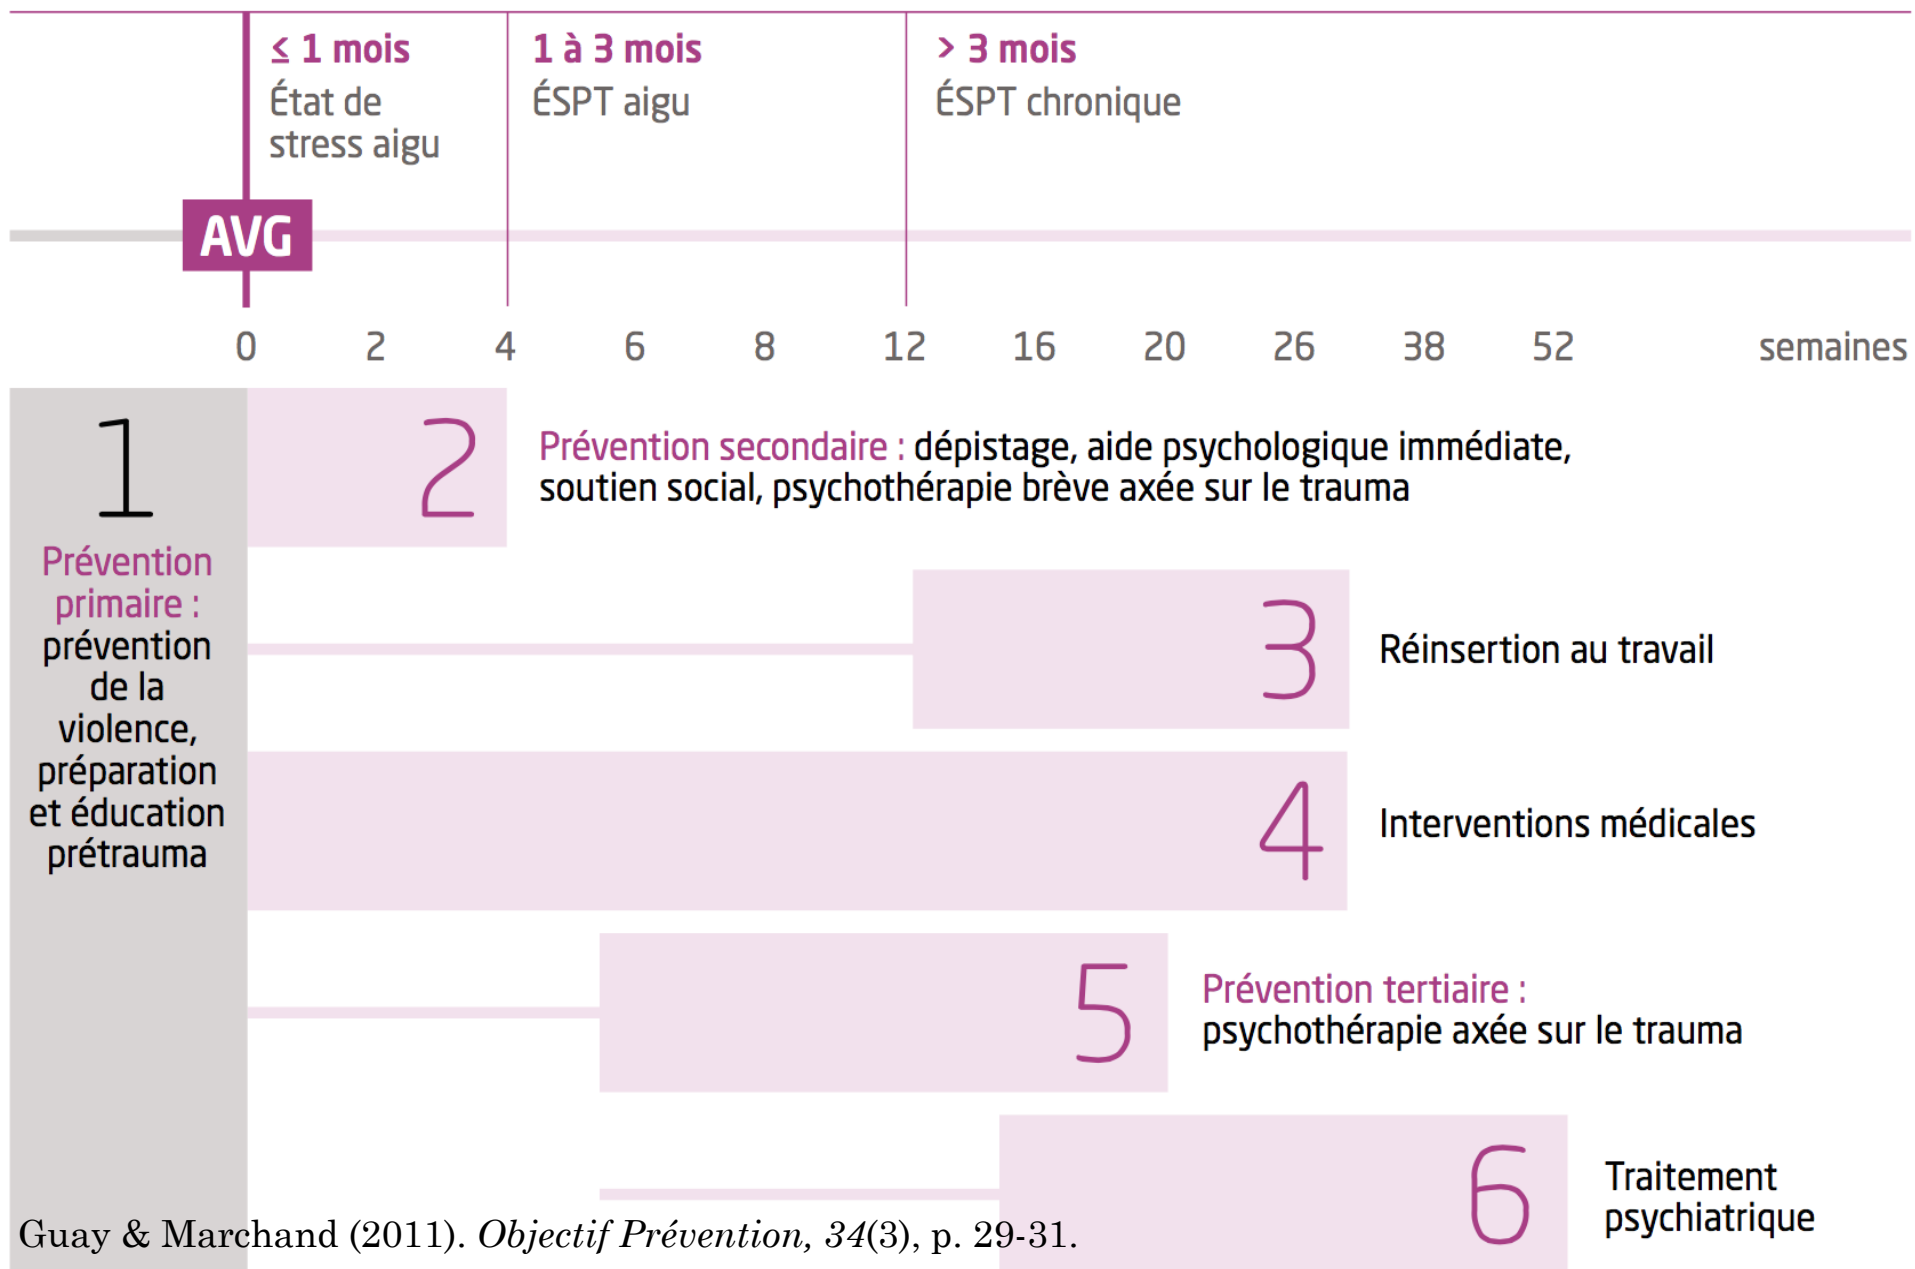 ≤ 1 mois
État de
stress aigu
1 à 3 mois
ÉSPT aigu
> 3 mois
ÉSPT chronique
AVG
0 2 4 6 8 12 16 20 26 38 52 semaines
1
Prévention
primaire :
prévention
de la
violence,
préparation
et éducation
prétrauma
2
Prévention secondaire : dépistage, aide psychologique immédiate,
soutien social, psychothérapie brève axée sur le trauma
3
Réinsertion au travail
4
Interventions médicales
5
Prévention tertiaire :
psychothérapie axée sur le trauma
6
Traitement
psychiatrique
Guay & Marchand (2011). Objectif Prévention, 34(3), p. 29-31.